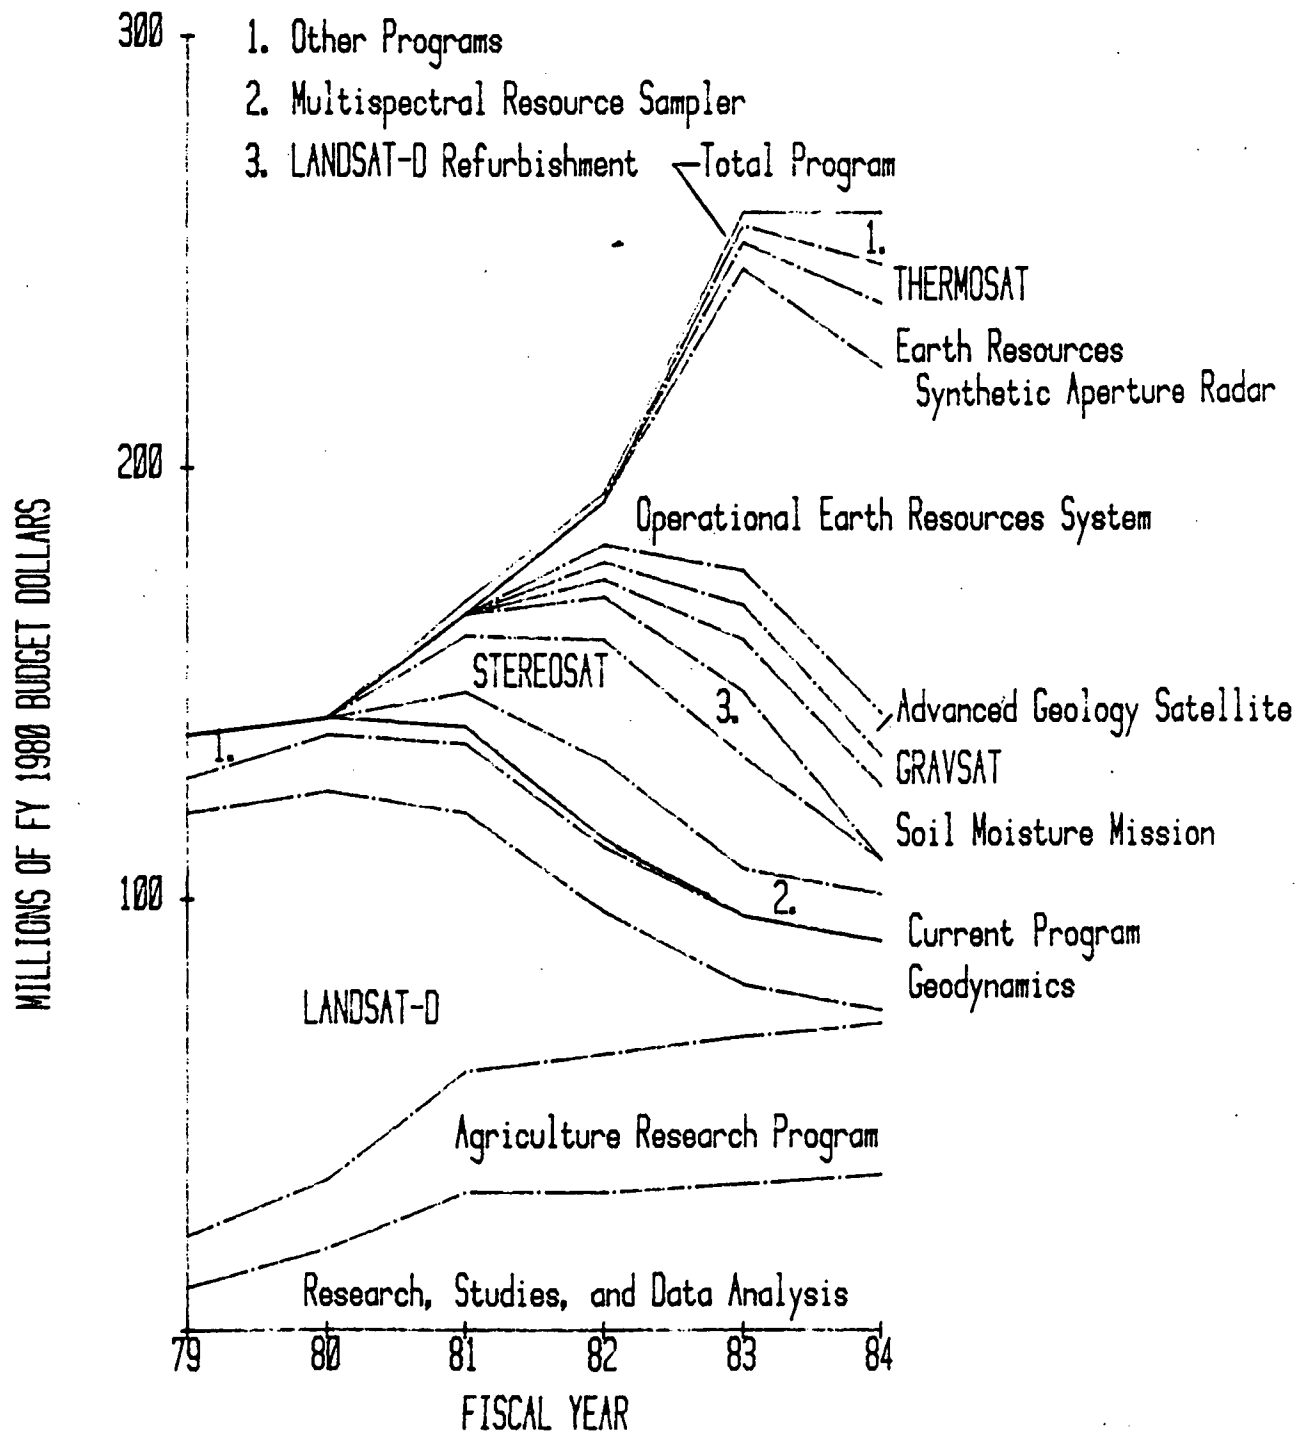 300
1. Other Programs
2. Multispectral Resource Sampler
3. LANDSAT-D Refurbishment
Total Program
1.
THERMOSAT
Earth Resources
Synthetic Aperture Radar
200
Operational Earth Resources System
STEREOSAT
3.
Advanced Geology Satellite
1.
GRAVSAT
Soil Moisture Mission
100
2.
Current Program
Geodynamics
LANDSAT-D
Agriculture Research Program
Research, Studies, and Data Analysis
MILLIONS OF FY 1980 BUDGET DOLLARS
79 80 81 82 83 84
FISCAL YEAR